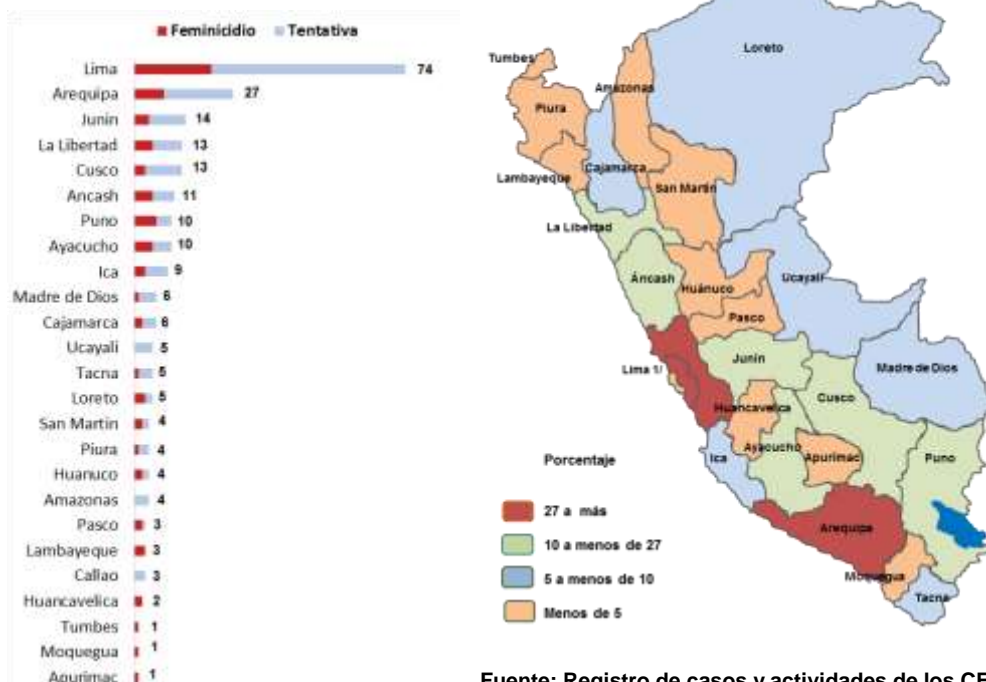 Feminicidio Tentativa
Lima 74
Arequipa 27
Junin 14
La Libertad 13
Cusco 13
Ancash 11
Puno 10
Ayacucho 10
Ica 9
Madre de Dios 6
Cajamarca 6
Ucayali 5
Tacna 5
Loreto 5
San Martin 4
Piura 4
Huanuco 4
Amazonas 4
Pasco 3
Lambayeque 3
Callao 3
Huancavelica 2
Tumbes 1
Moquegua 1
Apurimac 1
Loreto
Tumbes
Amazonas
Piura
Cajamarca
Lambayeque
San Martin
La Libertad
Áncash
Huánuco
Ucayali
Pasco
Junín
Lima 1/
Madre de Dios
Cusco
Huancavelica
Ayacucho
Apurímac
Ica
Puno
Arequipa
Moquegua
Tacna
Porcentaje
27 a más
10 a menos de 27
5 a menos de 10
Menos de 5
Fuente: Registro de casos y actividades de los CE